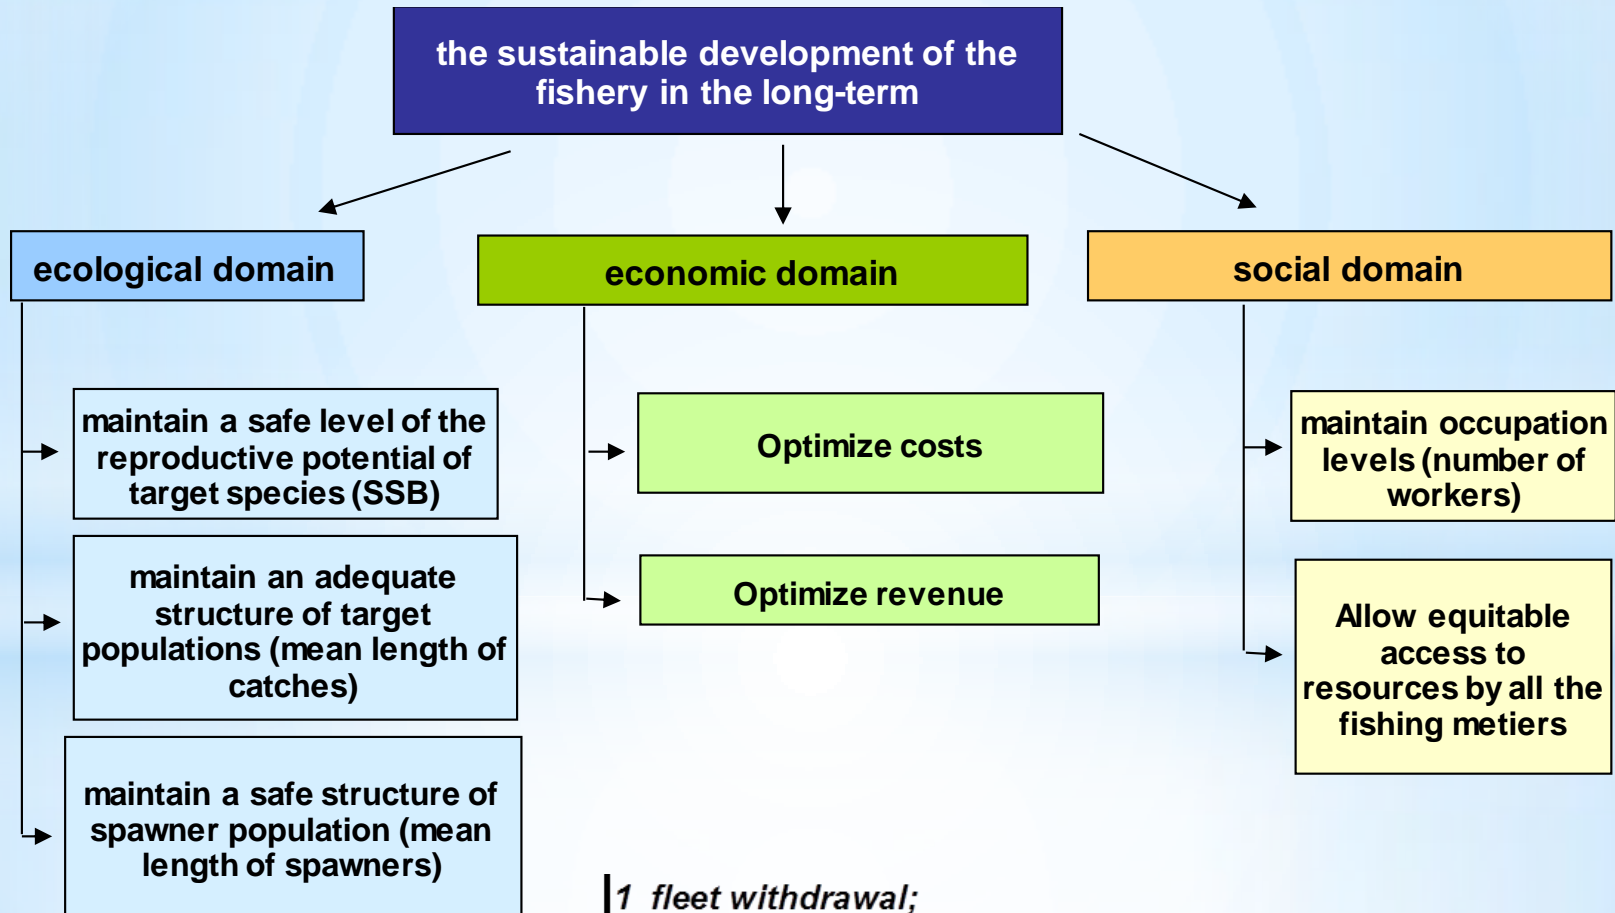 the sustainable development of the
fishery in the long-term
ecological domain
economic domain
social domain
maintain a safe level of the
reproductive potential of
target species (SSB)
maintain an adequate
structure of target
populations (mean length of
catches)
maintain a safe structure of
spawner population (mean
length of spawners)
Optimize costs
Optimize revenue
maintain occupation
levels (number of
workers)
Allow equitable
access to
resources by all the
fishing metiers
1 fleet withdrawal;